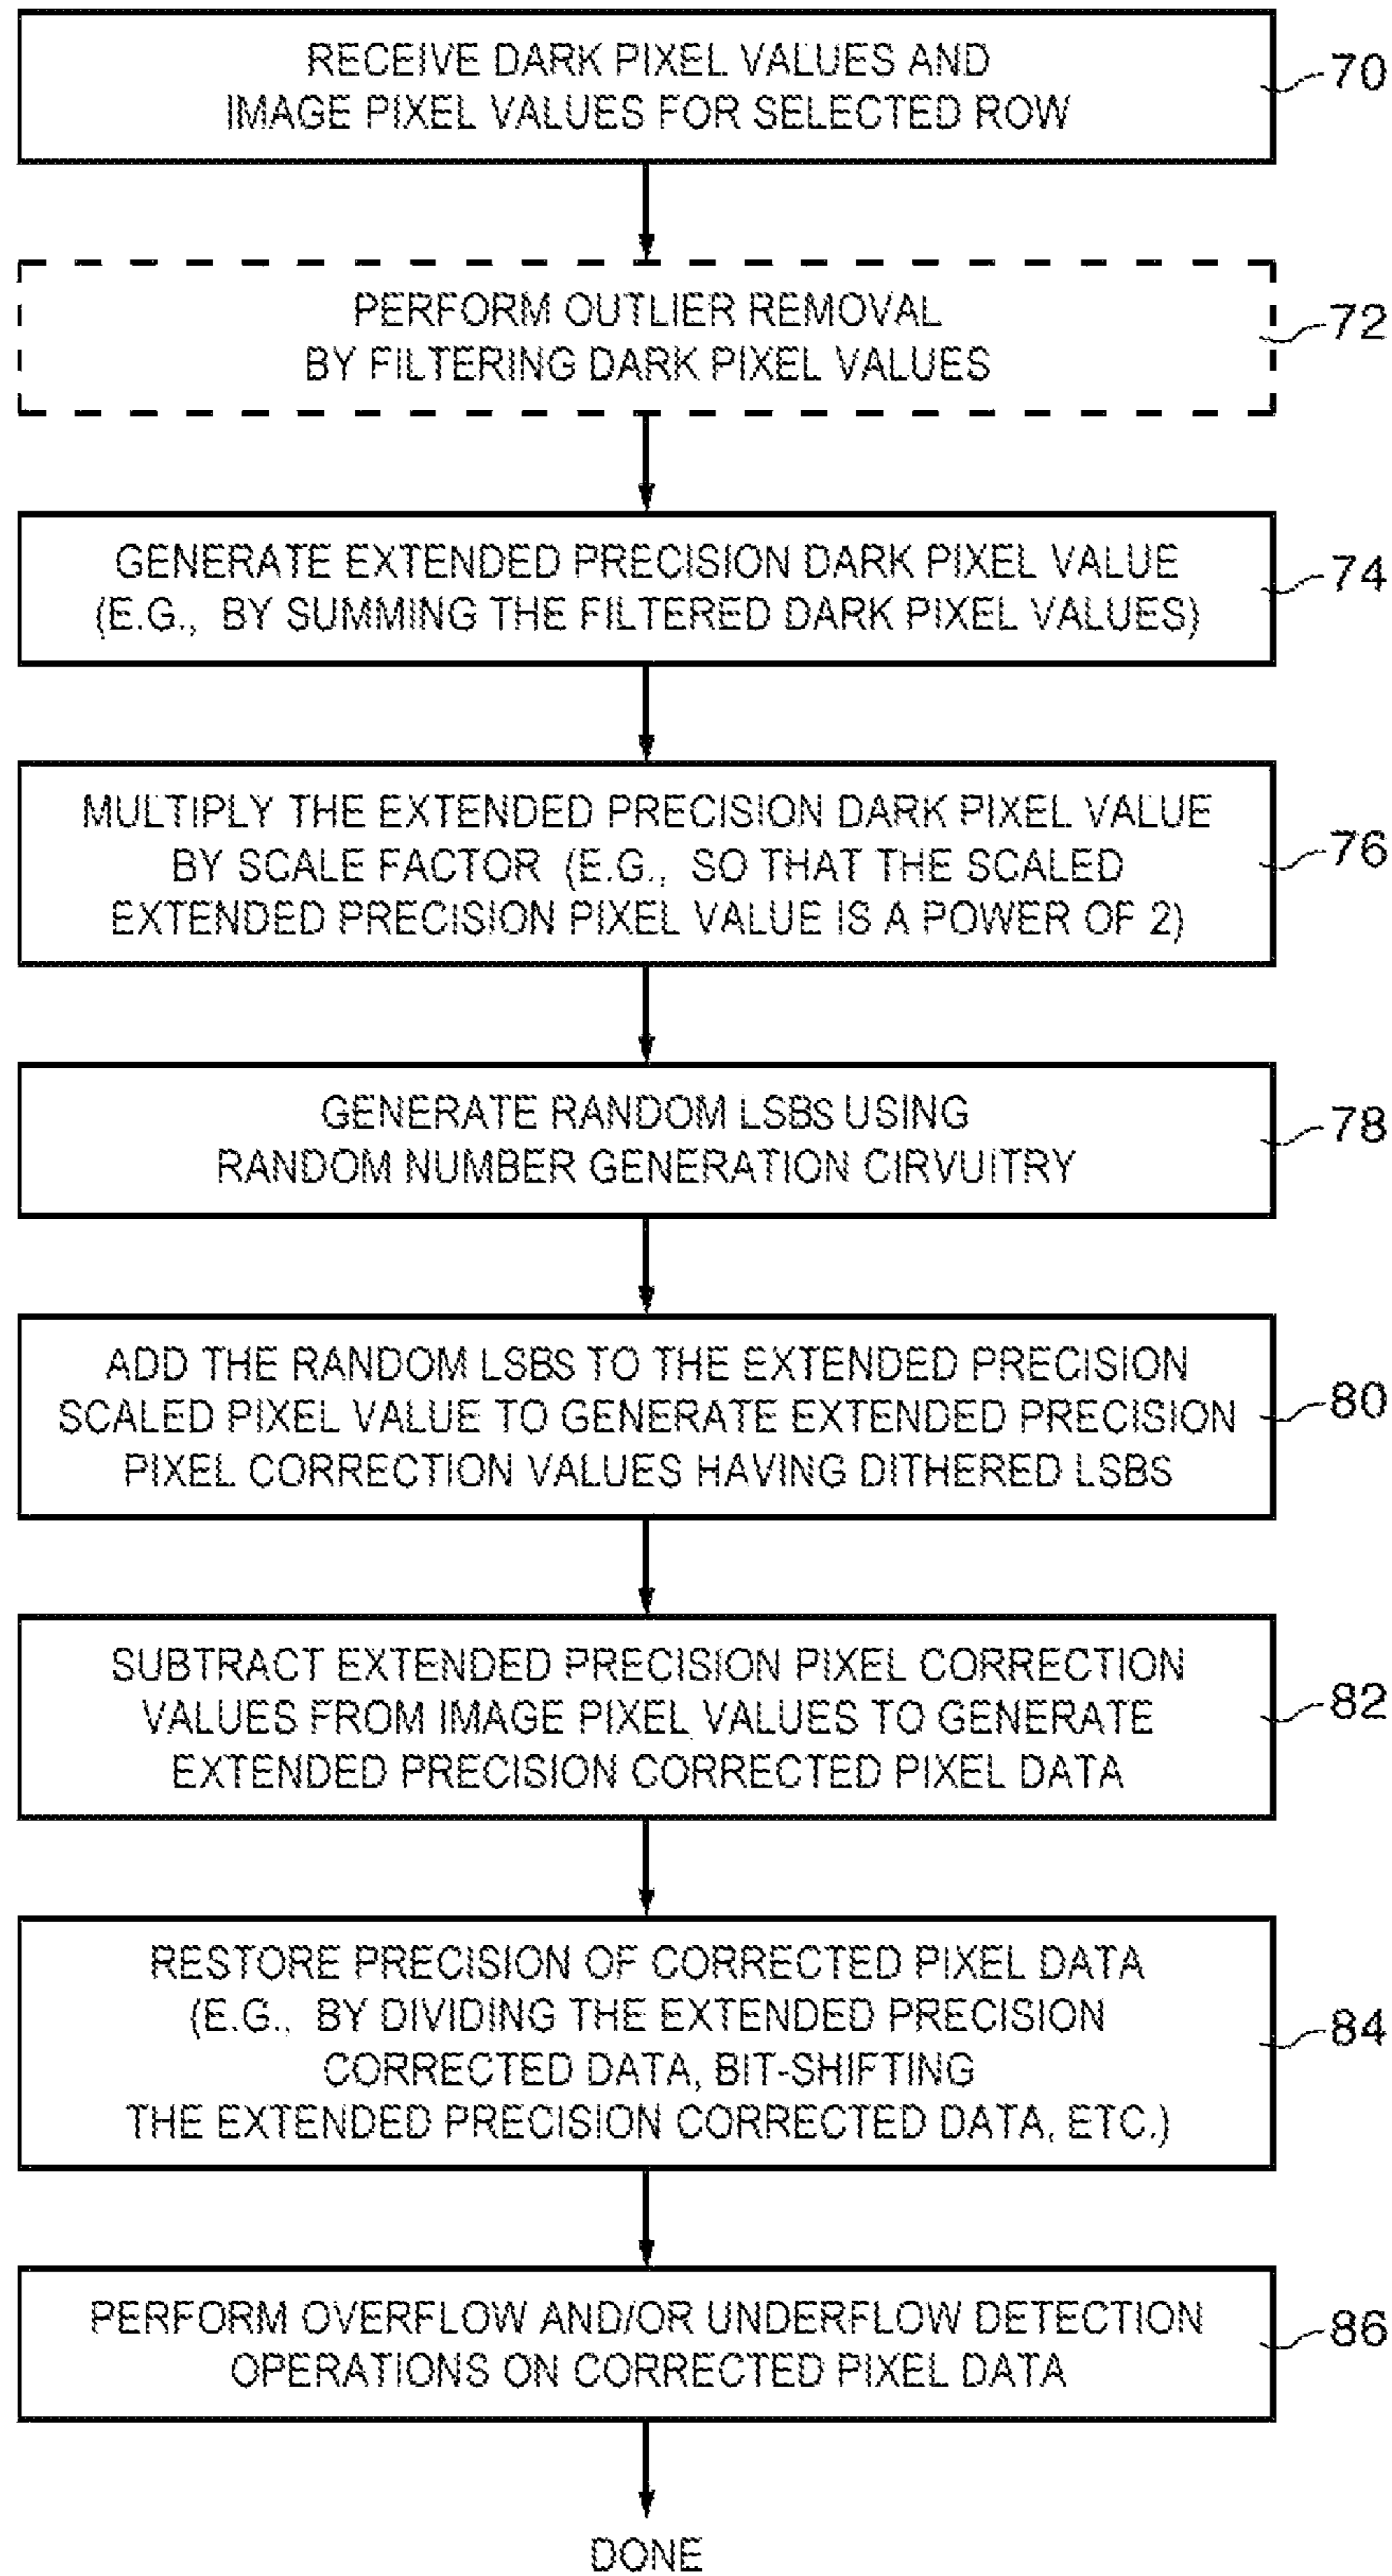 RECEIVE DARK PIXEL VALUES AND
IMAGE PIXEL VALUES FOR SELECTED ROW
70
PERFORM OUTLIER REMOVAL
BY FILTERING DARK PIXEL VALUES
72
GENERATE EXTENDED PRECISION DARK PIXEL VALUE
(E.G., BY SUMMING THE FILTERED DARK PIXEL VALUES)
74
MULTIPLY THE EXTENDED PRECISION DARK PIXEL VALUE
BY SCALE FACTOR (E.G., SO THAT THE SCALED
EXTENDED PRECISION PIXEL VALUE IS A POWER OF 2)
76
GENERATE RANDOM LSBS USING
RANDOM NUMBER GENERATION CIRVUITRY
78
ADD THE RANDOM LSBS TO THE EXTENDED PRECISION
SCALED PIXEL VALUE TO GENERATE EXTENDED PRECISION
PIXEL CORRECTION VALUES HAVING DITHERED LSBS
80
SUBTRACT EXTENDED PRECISION PIXEL CORRECTION
VALUES FROM IMAGE PIXEL VALUES TO GENERATE
EXTENDED PRECISION CORRECTED PIXEL DATA
82
RESTORE PRECISION OF CORRECTED PIXEL DATA
(E.G., BY DIVIDING THE EXTENDED PRECISION
CORRECTED DATA, BIT-SHIFTING
THE EXTENDED PRECISION CORRECTED DATA, ETC.)
84
PERFORM OVERFLOW AND/OR UNDERFLOW DETECTION
OPERATIONS ON CORRECTED PIXEL DATA
86
DONE